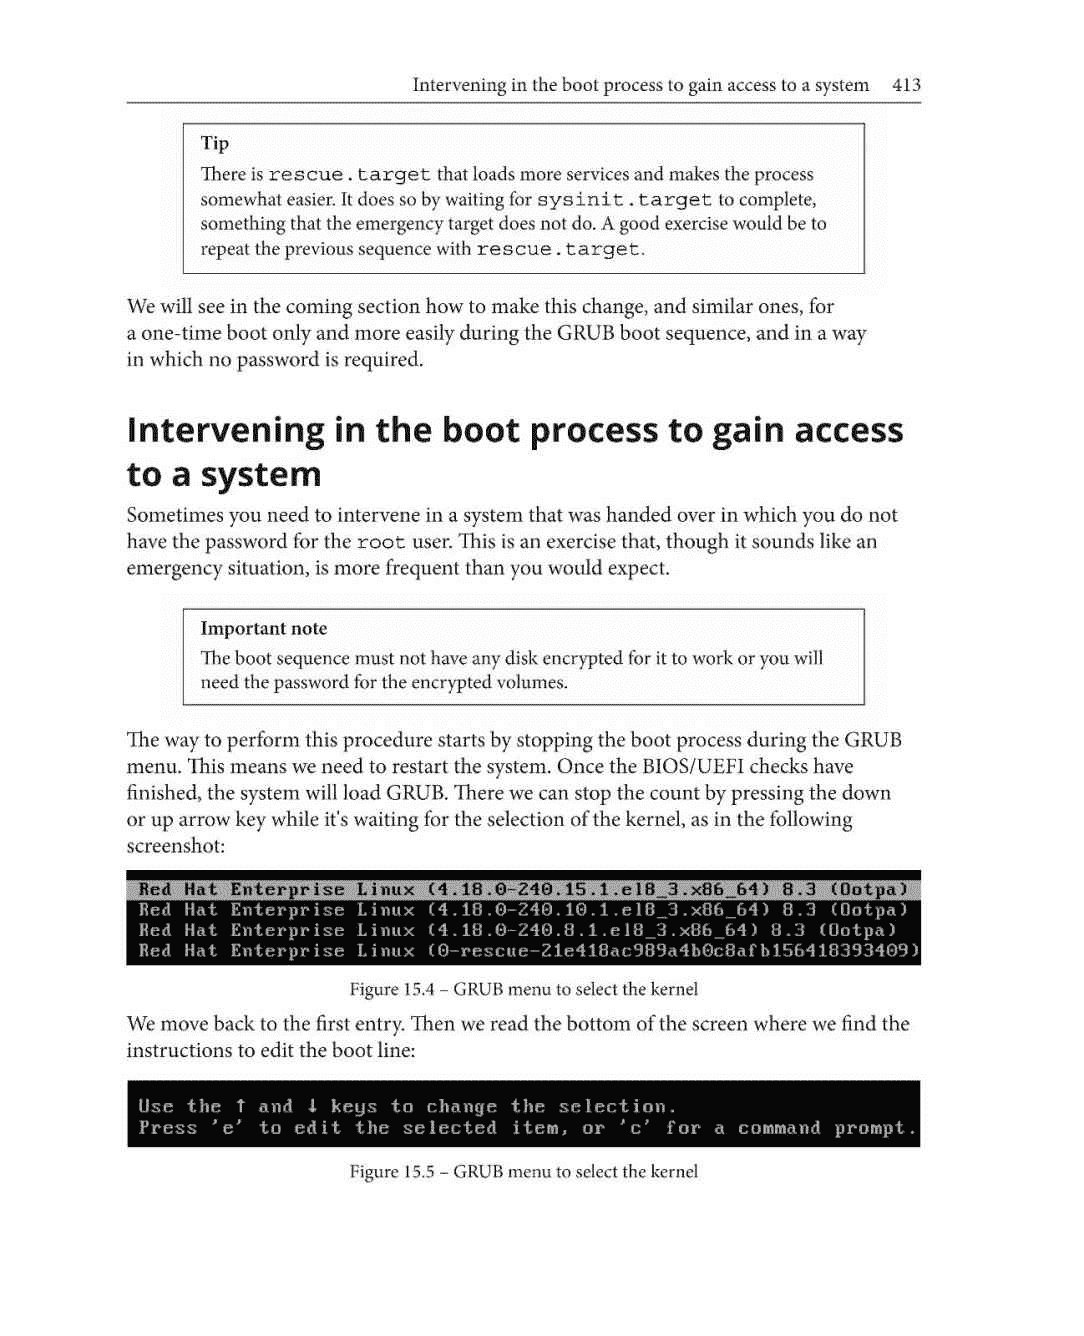 Intervening in the boot process to gain access to a system 413
Tip
There is rescue.target that loads more services and makes the process
somewhat easier. It does so by waiting for sysinit.target to complete,
something that the emergency target does not do. A good exercise would be to
repeat the previous sequence with rescue.target.
We will see in the coming section how to make this change, and similar ones, for
a one-time boot only and more easily during the GRUB boot sequence, and in a way
in which no password is required.
Intervening in the boot process to gain access
to a system
Sometimes you need to intervene in a system that was handed over in which you do not
have the password for the root user. This is an exercise that, though it sounds like an
emergency situation, is more frequent than you would expect.
Important note
The boot sequence must not have any disk encrypted for it to work or you will
need the password for the encrypted volumes.
The way to perform this procedure starts by stopping the boot process during the GRUB
menu. This means we need to restart the system. Once the BIOS/UEFI checks have
finished, the system will load GRUB. There we can stop the count by pressing the down
or up arrow key while it's waiting for the selection of the kernel, as in the following
screenshot:
Red Hat Enterprise Linux (4.18.0-240.15.1.el8_3.x86_64) 8.3 (Ootpa)
Red Hat Enterprise Linux (4.18.0-240.10.1.el8_3.x86_64) 8.3 (Ootpa)
Red Hat Enterprise Linux (4.18.0-240.8.1.el8_3.x86_64) 8.3 (Ootpa)
Red Hat Enterprise Linux (0-rescue-21e418ac989a4b0c8afb156418393409)
Figure 15.4 – GRUB menu to select the kernel
We move back to the first entry. Then we read the bottom of the screen where we find the
instructions to edit the boot line:
Use the ↑ and ↓ keys to change the selection.
Press 'e' to edit the selected item, or 'c' for a command prompt.
Figure 15.5 – GRUB menu to select the kernel